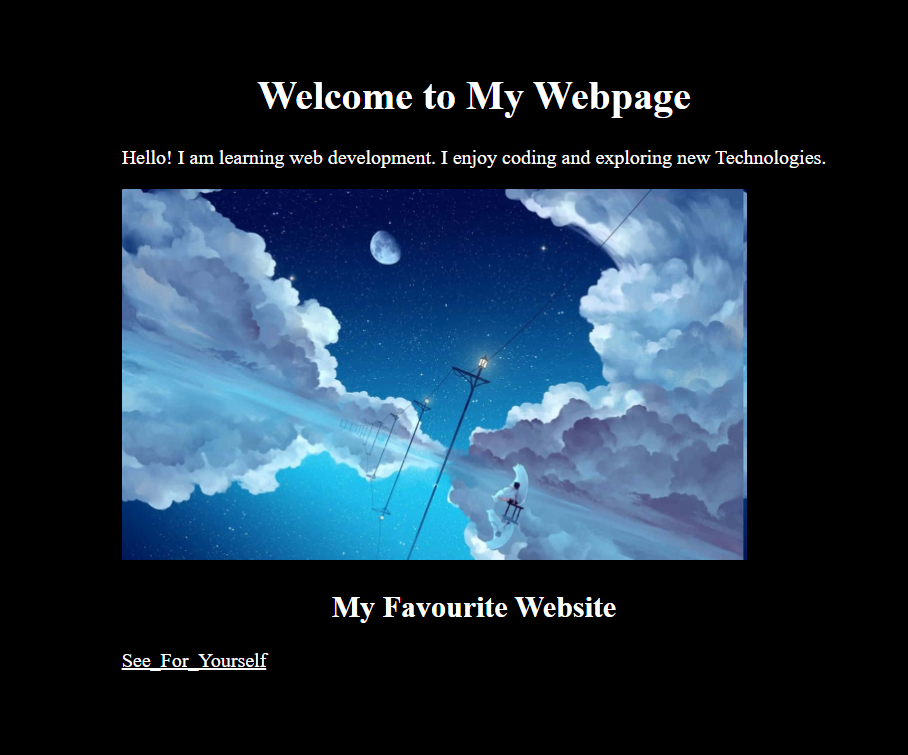 Welcome to My Webpage
Hello! I am learning web development. I enjoy coding and exploring new Technologies.
My Favourite Website
See_For_Yourself